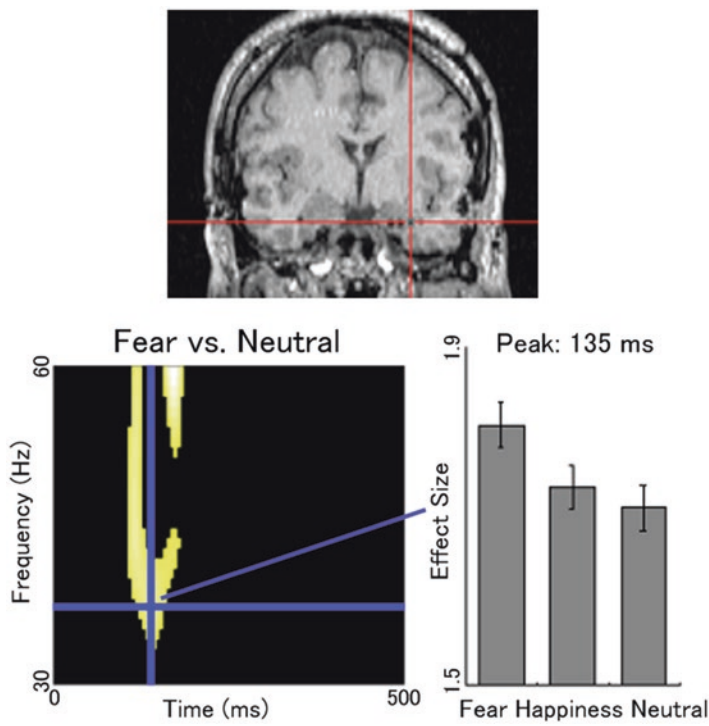 Fear vs. Neutral
60
Frequency (Hz)
30
0
Time (ms)
500
Peak: 135 ms
1.9
Effect Size
1.5
Fear Happiness Neutral